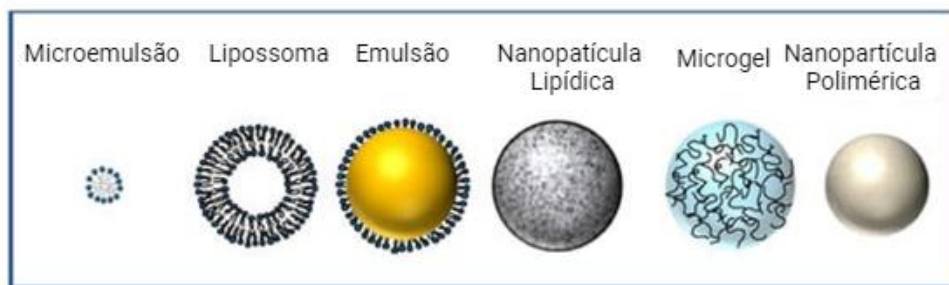 Microemulsão
Lipossoma
Emulsão
Nanopatícula
Lipídica
Microgel
Nanopartícula
Polimérica